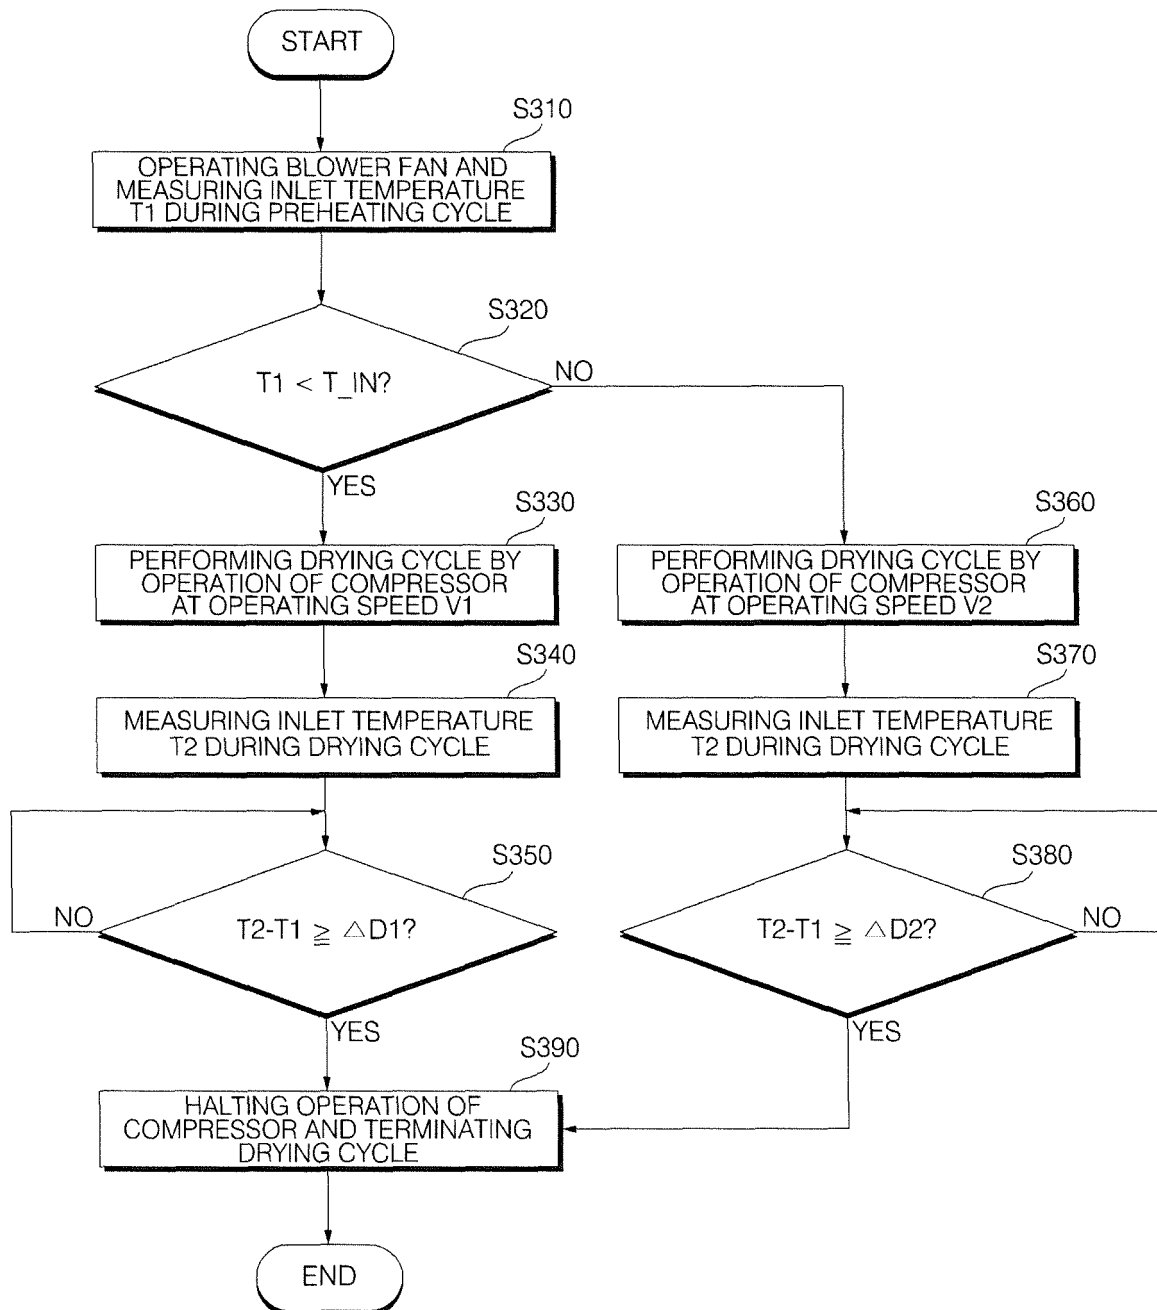 START
S310
OPERATING BLOWER FAN AND
MEASURING INLET TEMPERATURE
T1 DURING PREHEATING CYCLE
S320
T1 < T_IN?
NO
YES
S330
PERFORMING DRYING CYCLE BY
OPERATION OF COMPRESSOR
AT OPERATING SPEED V1
S360
PERFORMING DRYING CYCLE BY
OPERATION OF COMPRESSOR
AT OPERATING SPEED V2
S340
MEASURING INLET TEMPERATURE
T2 DURING DRYING CYCLE
S370
MEASURING INLET TEMPERATURE
T2 DURING DRYING CYCLE
S350
T2-T1 ≧ △D1?
NO
YES
S380
T2-T1 ≧ △D2?
NO
YES
S390
HALTING OPERATION OF
COMPRESSOR AND TERMINATING
DRYING CYCLE
END